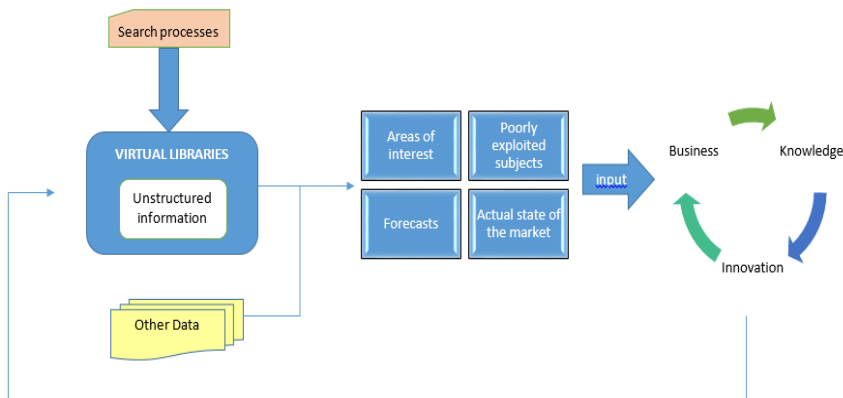 Search processes
VIRTUAL LIBRARIES
Unstructured
information
Other Data
Areas of
interest
Poorly
exploited
subjects
Forecasts
Actual state of
the market
input
Business
Knowledge
Innovation